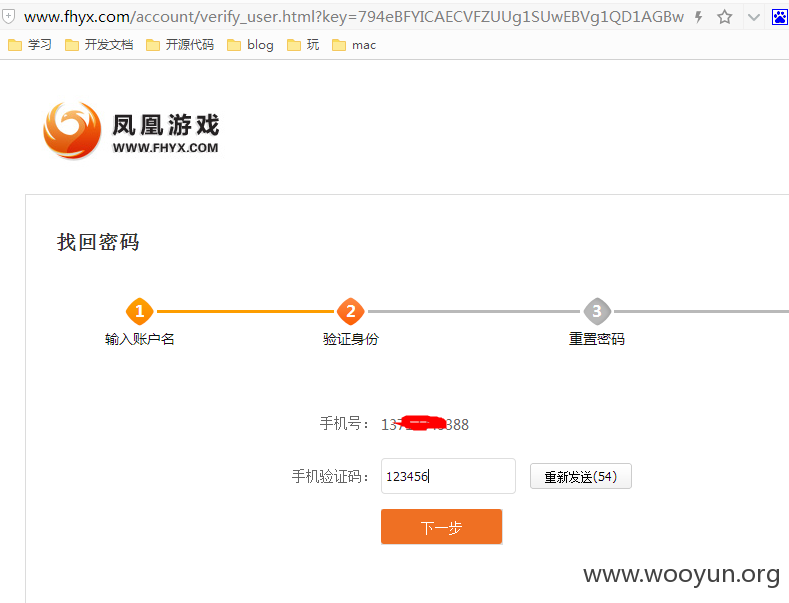 www.fhyx.com/account/verify_user.html?key=794eBFYICAECVFZUUg1SUwEBVg1QD1AGBw
学习 开发文档 开源代码 blog 玩 mac
凤凰游戏
WWW.FHYX.COM
找回密码
1 2 3
输入账户名 验证身份 重置密码
手机号: 137 388
手机验证码: 123456 重新发送(54)
下一步
www.wooyun.org